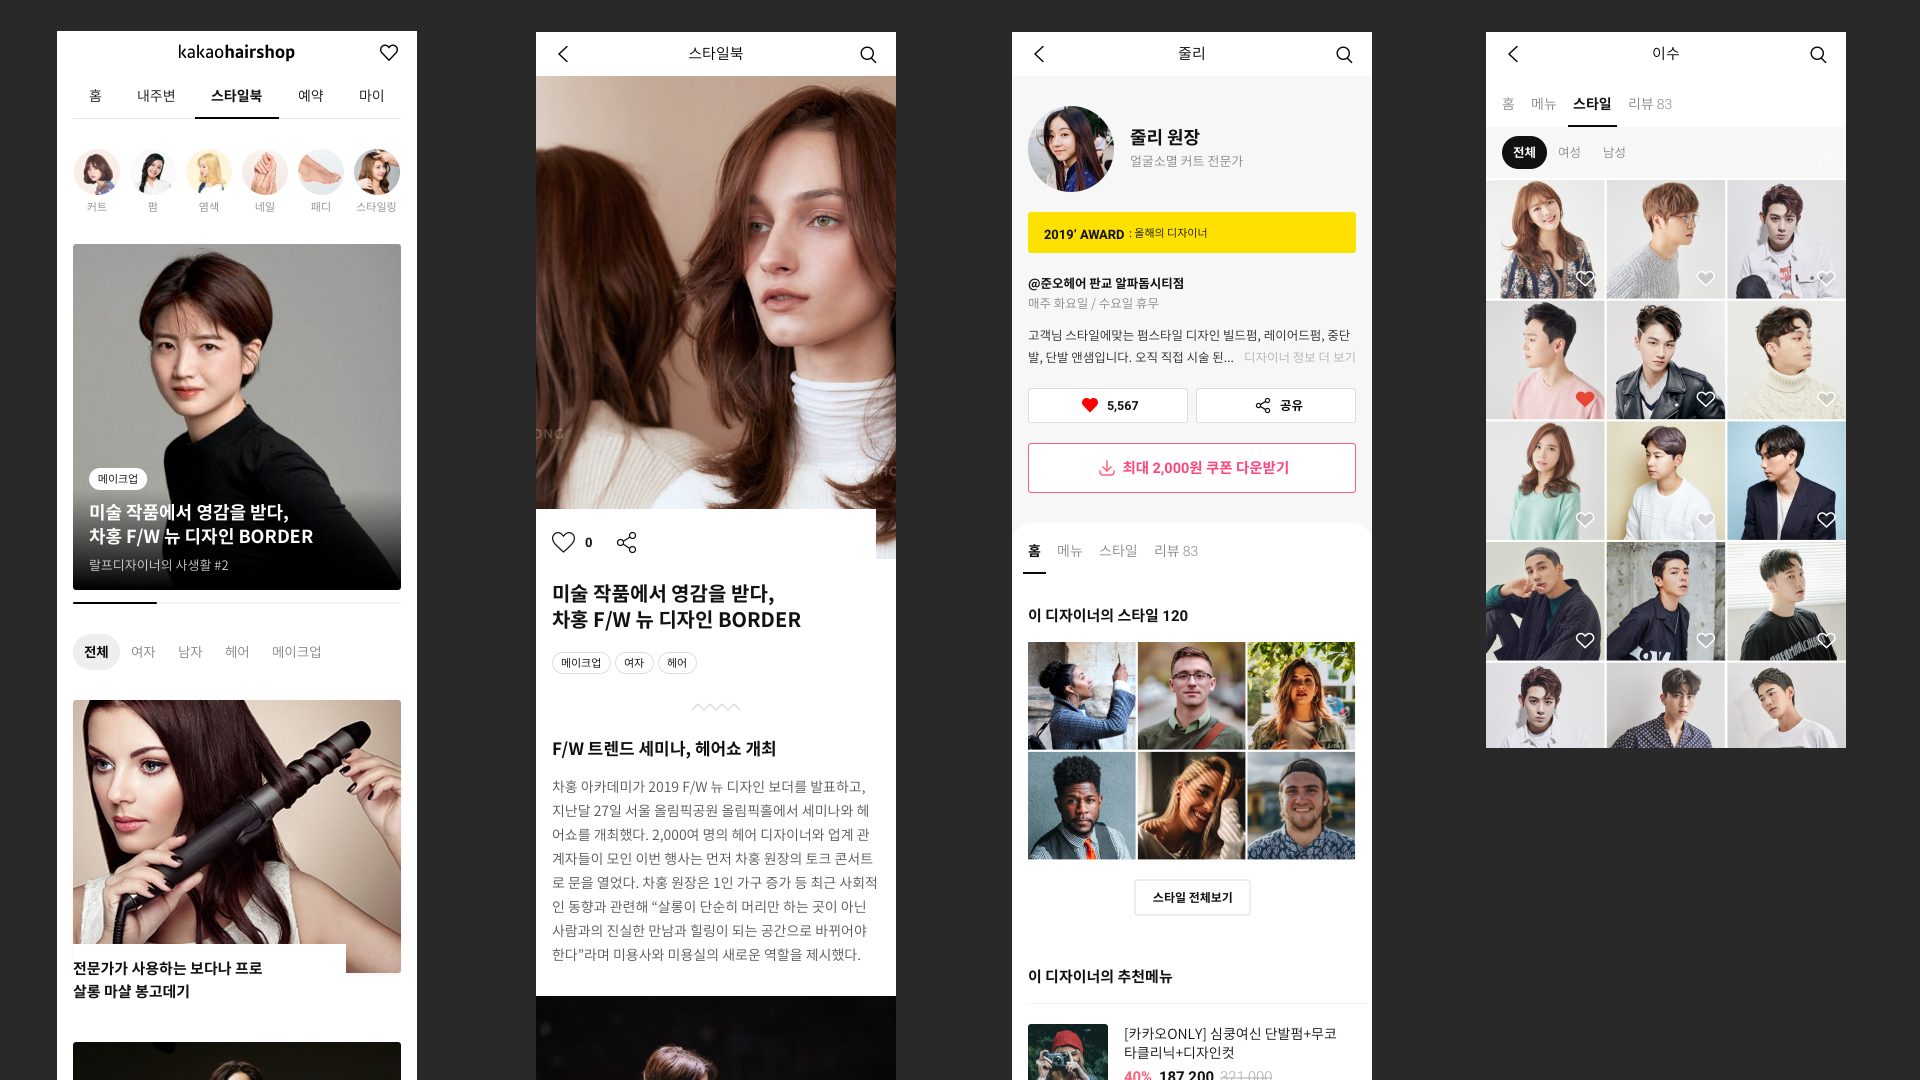 kakaohairshop
홈 내주변 스타일북 예약 마이
커트 펌 염색 네일 패디 스타일링
메이크업
미술 작품에서 영감을 받다,
차홍 F/W 뉴 디자인 BORDER
랄프디자이너의 사생활 #2
전체 여자 남자 헤어 메이크업
전문가가 사용하는 보다나 프로
살롱 마샬 봉고데기
스타일북
0
미술 작품에서 영감을 받다,
차홍 F/W 뉴 디자인 BORDER
메이크업 여자 헤어
F/W 트렌드 세미나, 헤어쇼 개최
차홍 아카데미가 2019 F/W 뉴 디자인 보더를 발표하고,
지난달 27일 서울 올림픽공원 올림픽홀에서 세미나와 헤
어쇼를 개최했다. 2,000여 명의 헤어 디자이너와 업계 관
계자들이 모인 이번 행사는 먼저 차홍 원장의 토크 콘서트
로 문을 열었다. 차홍 원장은 1인 가구 증가 등 최근 사회적
인 동향과 관련해 “살롱이 단순히 머리만 하는 곳이 아닌
사람과의 진실한 만남과 힐링이 되는 공간으로 바뀌어야
한다”라며 미용사와 미용실의 새로운 역할을 제시했다.
줄리
줄리 원장
얼굴소멸 커트 전문가
2019’ AWARD : 올해의 디자이너
@준오헤어 판교 알파돔시티점
매주 화요일 / 수요일 휴무
고객님 스타일에맞는 펌스타일 디자인 빌드펌, 레이어드펌, 중단
발, 단발 앤샘입니다. 오직 직접 시술 된... 디자이너 정보 더 보기
5,567 공유
최대 2,000원 쿠폰 다운받기
홈 메뉴 스타일 리뷰 83
이 디자이너의 스타일 120
스타일 전체보기
이 디자이너의 추천메뉴
[카카오ONLY] 심쿵여신 단발펌+무코
타클리닉+디자인컷
40% 187,200 321,000
이수
홈 메뉴 스타일 리뷰 83
전체 여성 남성